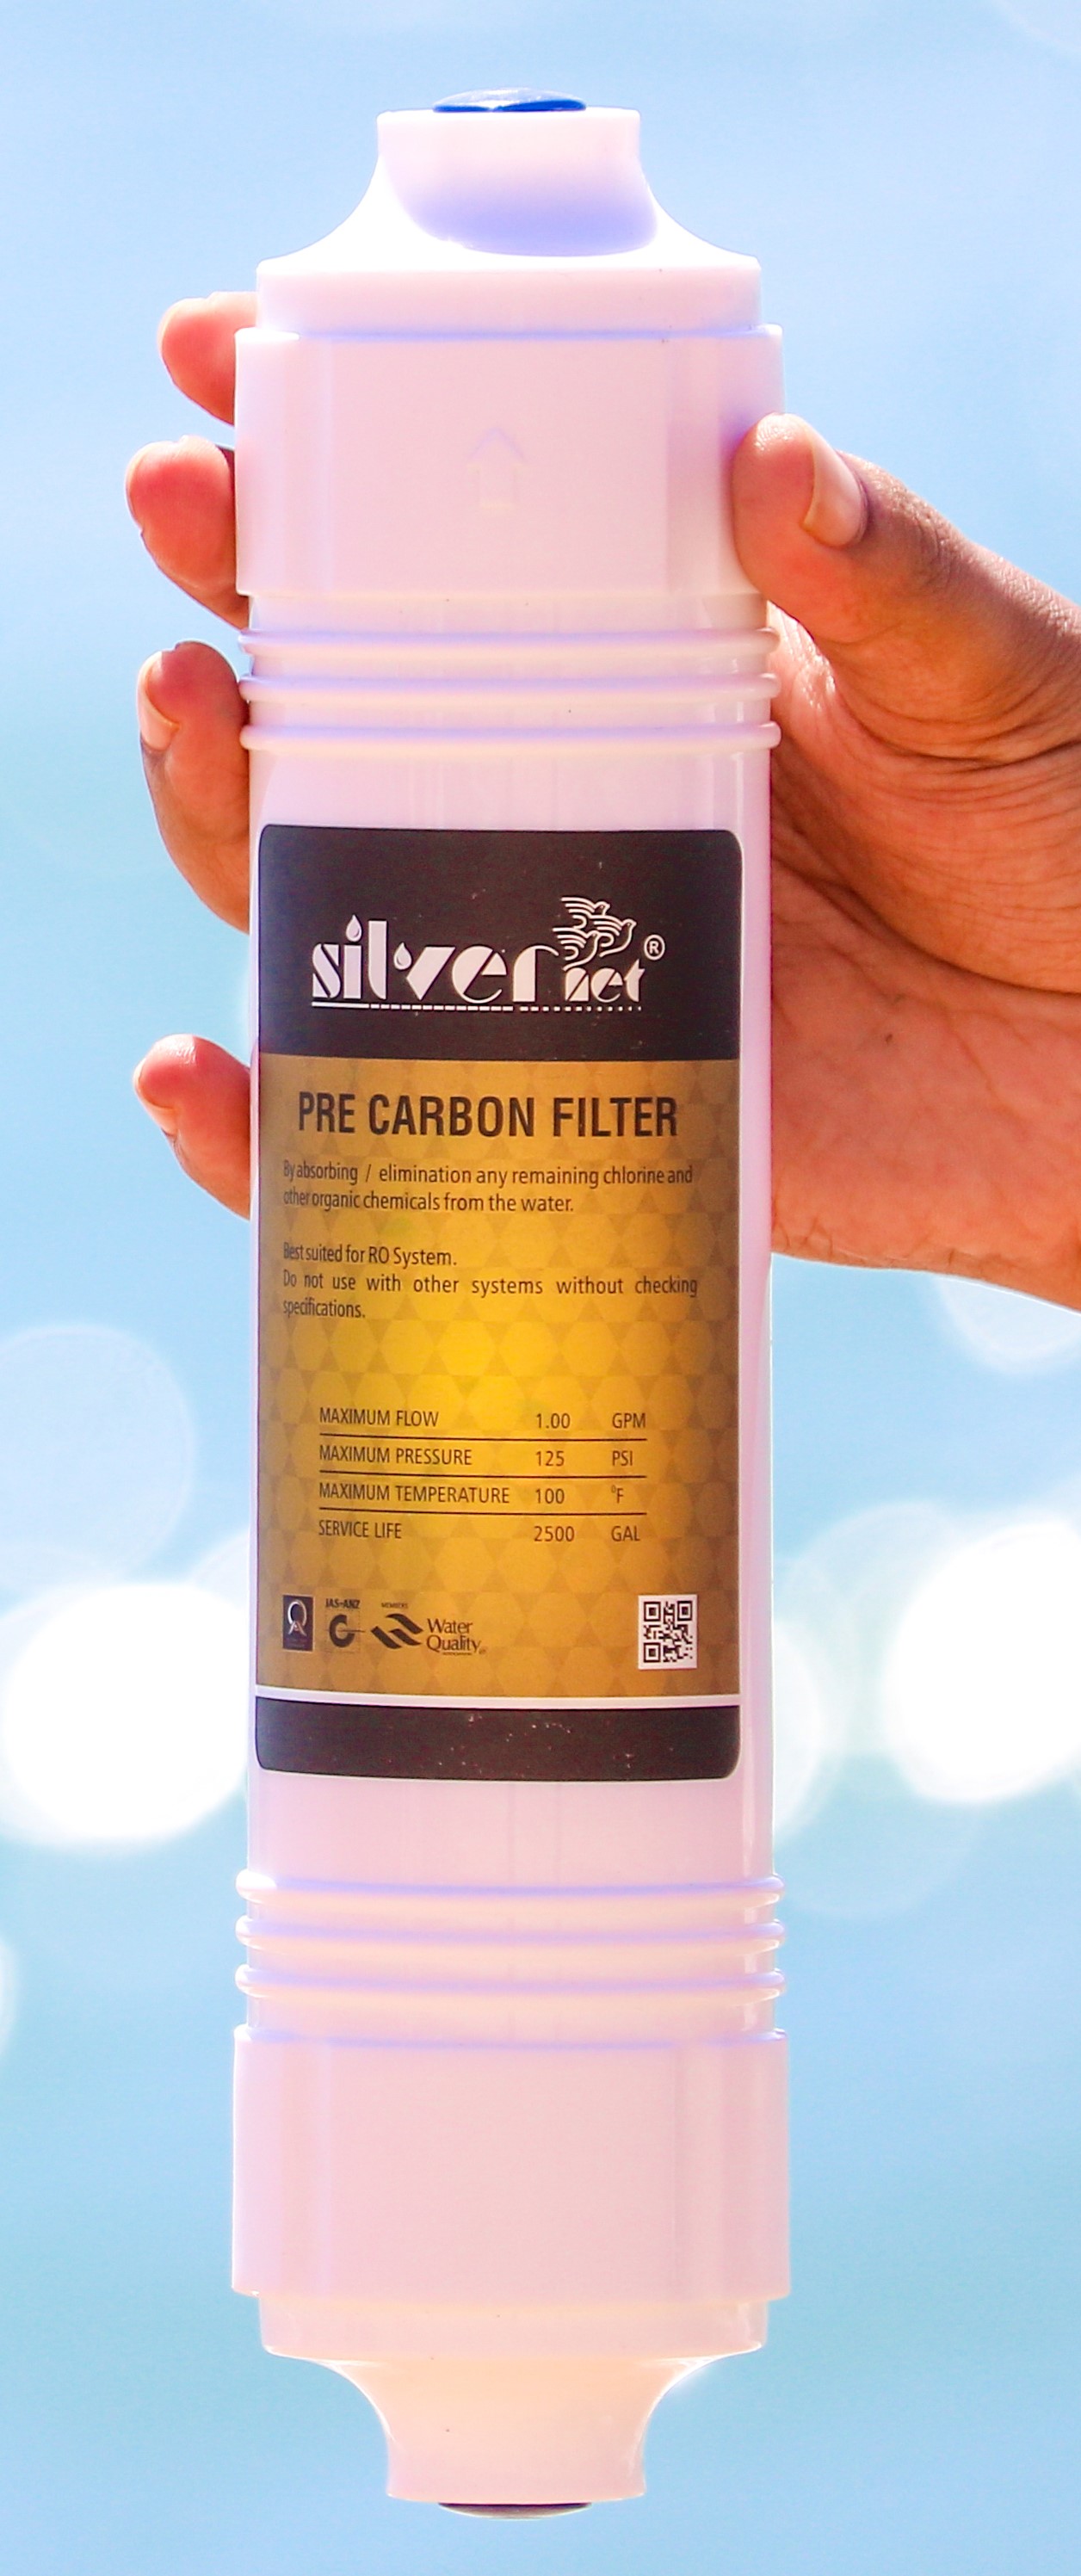 silver net ®
PRE CARBON FILTER
By absorbing / elimination any remaining chlorine and
other organic chemicals from the water.
Best suited for RO System.
Do not use with other systems without checking
specifications.
MAXIMUM FLOW 1.00 GPM
MAXIMUM PRESSURE 125 PSI
MAXIMUM TEMPERATURE 100 °F
SERVICE LIFE 2500 GAL
JAS-ANZ
MEMBERS
Water
Quality